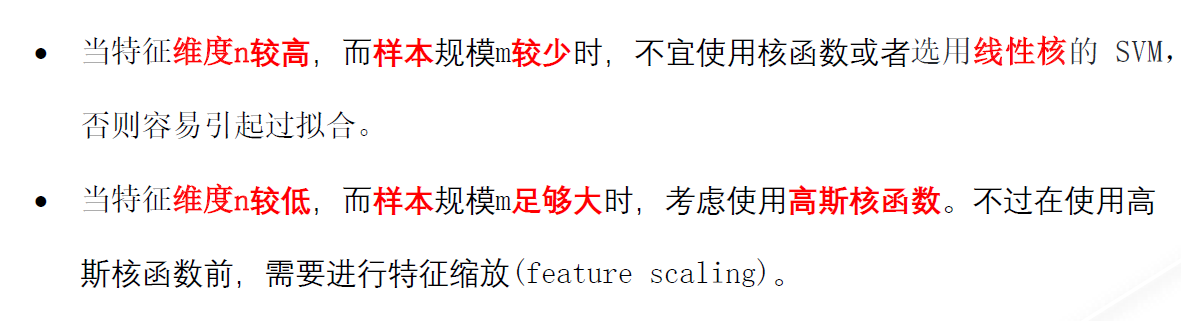 • 当特征维度n较高，而样本规模m较少时，不宜使用核函数或者选用线性核的 SVM，
否则容易引起过拟合。
• 当特征维度n较低，而样本规模m足够大时，考虑使用高斯核函数。不过在使用高
斯核函数前，需要进行特征缩放(feature scaling)。